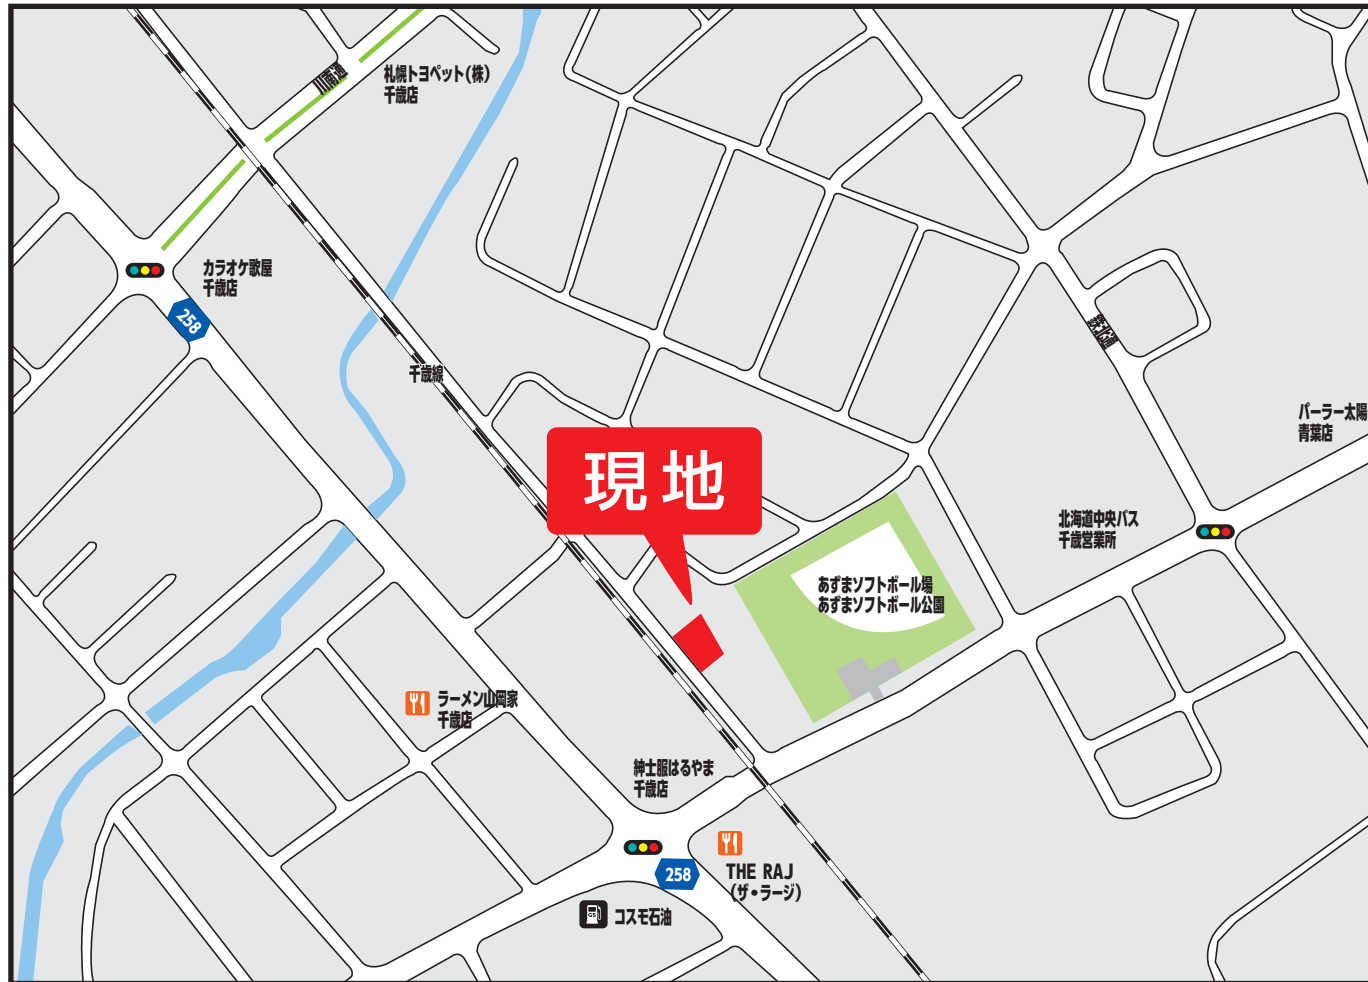 川南通
札幌トヨペット(株)
千歳店
カラオケ歌屋
千歳店
258
千歳線
鉄北通
パーラー太陽
青葉店
現地
北海道中央バス
千歳営業所
あずまソフトボール場
あずまソフトボール公園
ラーメン山岡家
千歳店
紳士服はるやま
千歳店
258
THE RAJ
(ザ・ラージ)
GS
コスモ石油